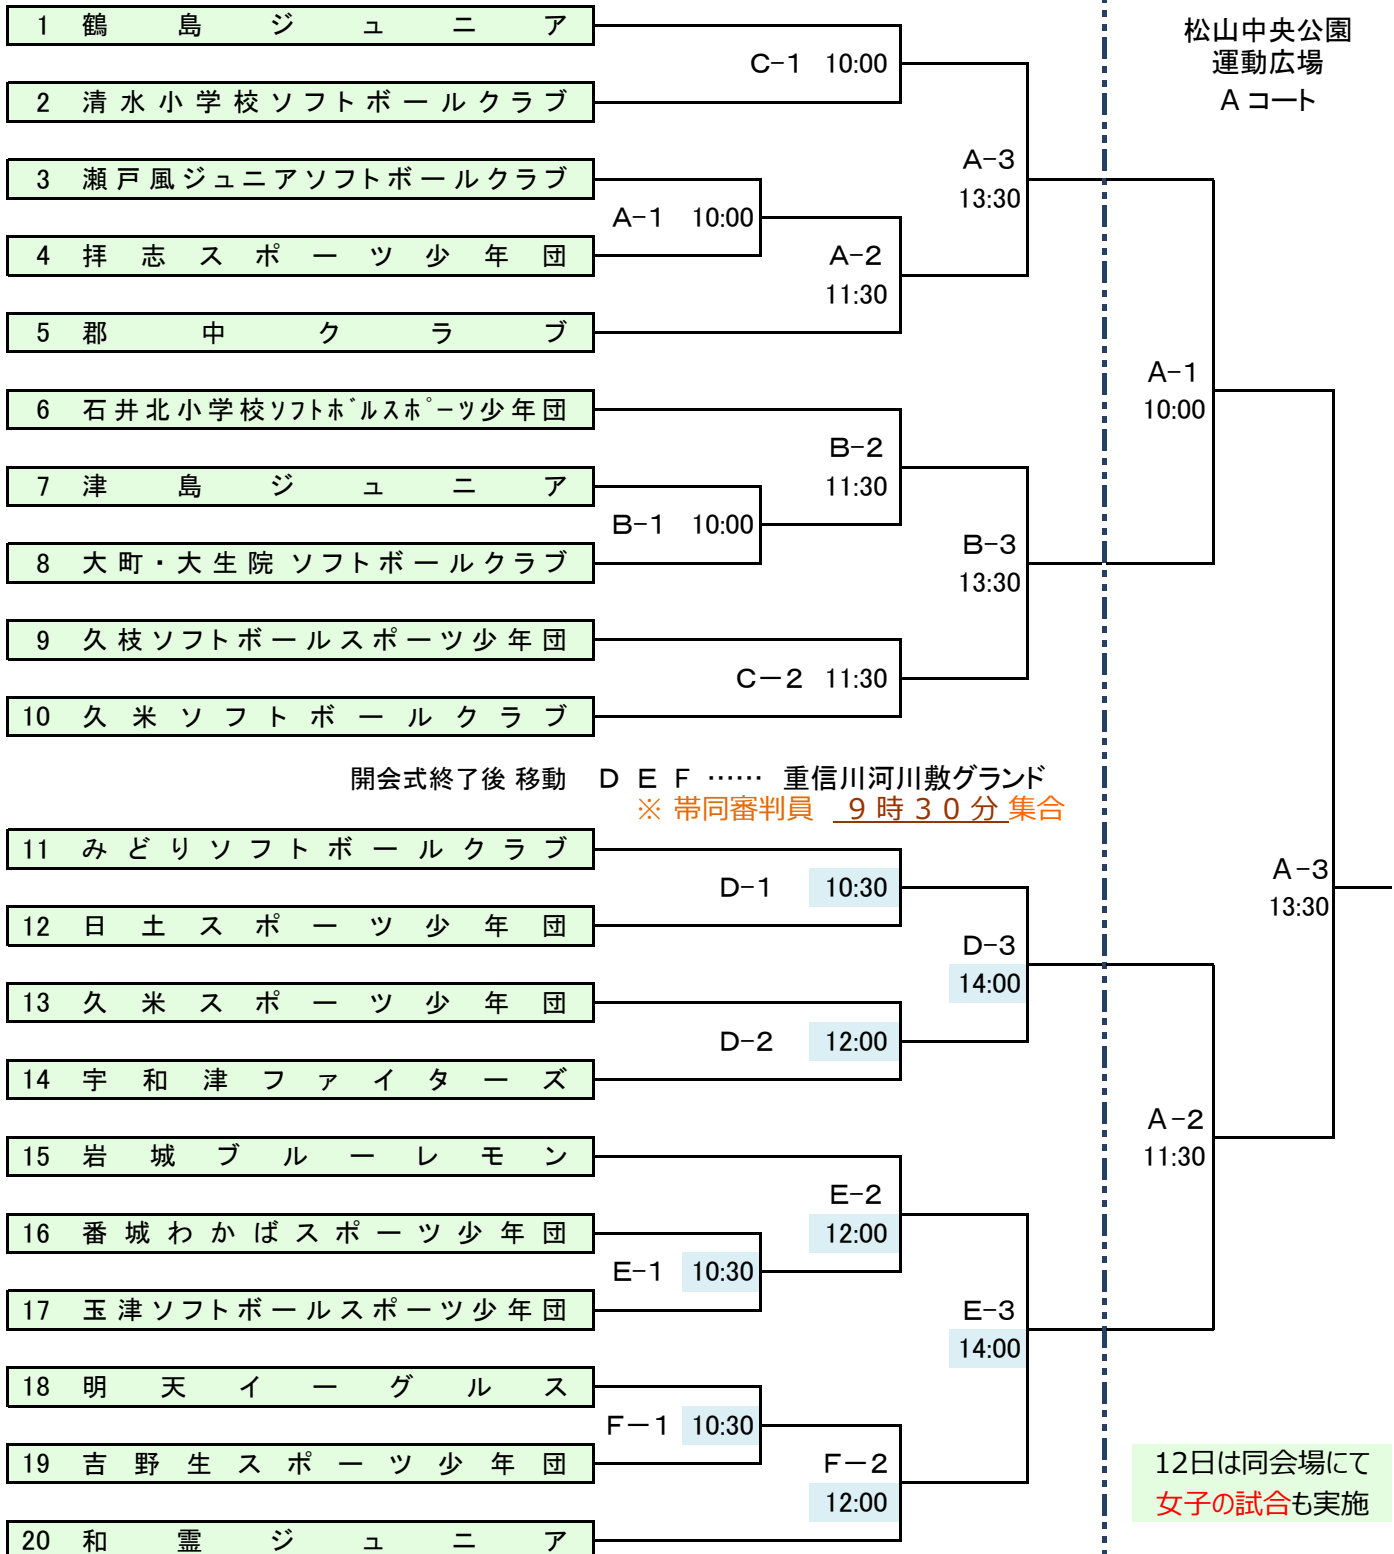 1 鶴島ジュニア
C-1 10:00
2 清水小学校ソフトボールクラブ
松山中央公園
運動広場
A コート
3 瀬戸風ジュニアソフトボールクラブ
A-1 10:00
4 拝志スポーツ少年団
A-2
11:30
5 郡中クラブ
A-3
13:30
6 石井北小学校ソフトボルスポーツ少年団
B-2
11:30
7 津島ジュニア
B-1 10:00
8 大町・大生院 ソフトボールクラブ
B-3
13:30
9 久枝ソフトボールスポーツ少年団
C-2 11:30
10 久米ソフトボールクラブ
A-1
10:00
開会式終了後 移動 D E F …… 重信川河川敷グランド
※ 帯同審判員 9時30分集合
11 みどりソフトボールクラブ
D-1 10:30
12 日土スポーツ少年団
D-3
14:00
13 久米スポーツ少年団
D-2 12:00
14 宇和津ファイターズ
A-3
13:30
15 岩城ブルーレモン
E-2
12:00
16 番城わかばスポーツ少年団
E-1 10:30
17 玉津ソフトボールスポーツ少年団
A-2
11:30
E-3
14:00
18 明天イーグルス
F-1 10:30
19 吉野生スポーツ少年団
F-2
12:00
20 和霊ジュニア
12日は同会場にて
女子の試合も実施